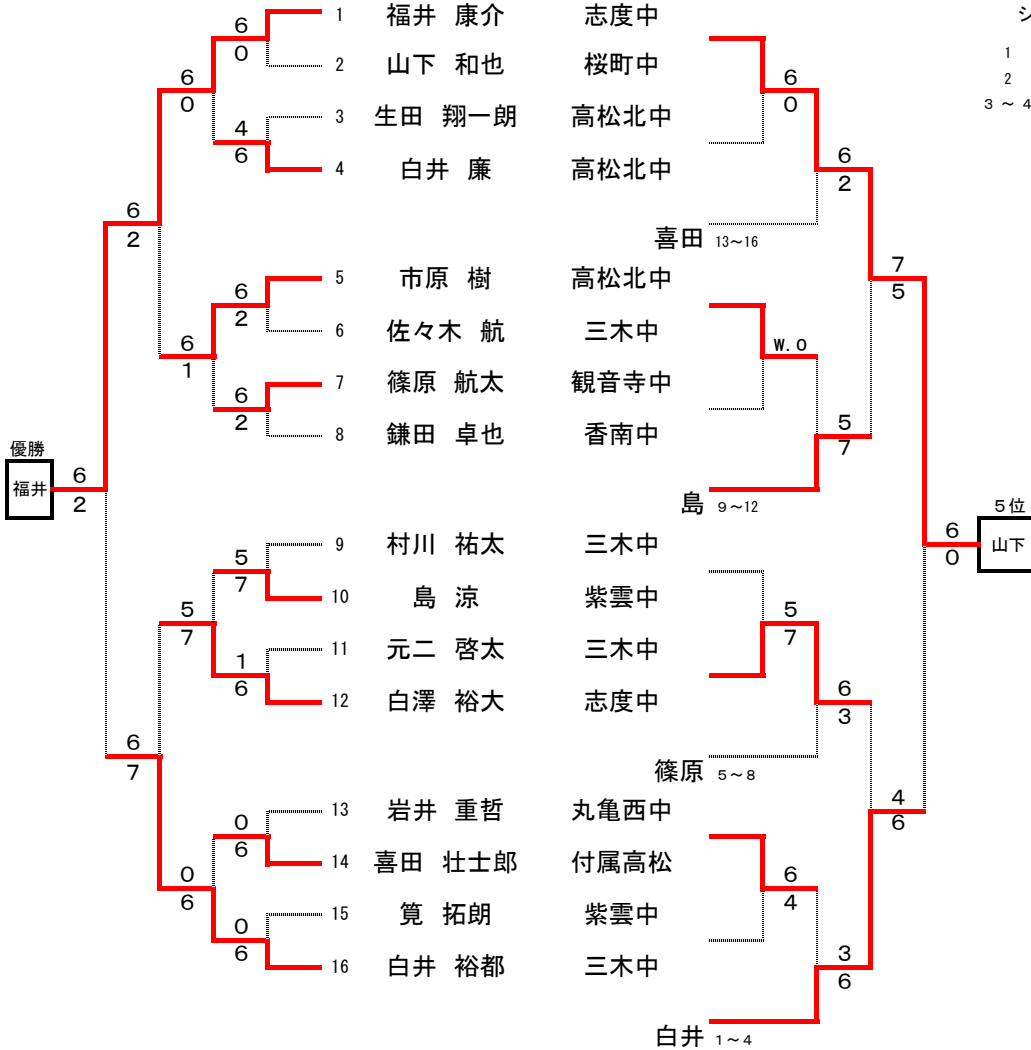 1 福井 康介 志度中 シ
6
0
1
2 山下 和也 桜町中
2
6
0
6
0
3 生田 翔一朗 高松北中
3 ～ 4
4
6
4 白井 廉 高松北中
6
2
6
2
喜田 13～16
5 市原 樹 高松北中
7
5
6
2
6 佐々木 航 三木中
6
1
W.O
7 篠原 航太 観音寺中
6
2
8 鎌田 卓也 香南中
5
7
優勝
福井
6
2
島 9～12
5位
山下
6
0
9 村川 祐太 三木中
5
7
10 島 涼 紫雲中
5
7
5
7
11 元二 啓太 三木中
1
6
12 白澤 裕大 志度中
6
3
6
7
篠原 5～8
13 岩井 重哲 丸亀西中
4
6
0
6
14 喜田 壮士郎 付属高松
0
6
6
4
15 筧 拓朗 紫雲中
0
6
16 白井 裕都 三木中
3
6
白井 1～4